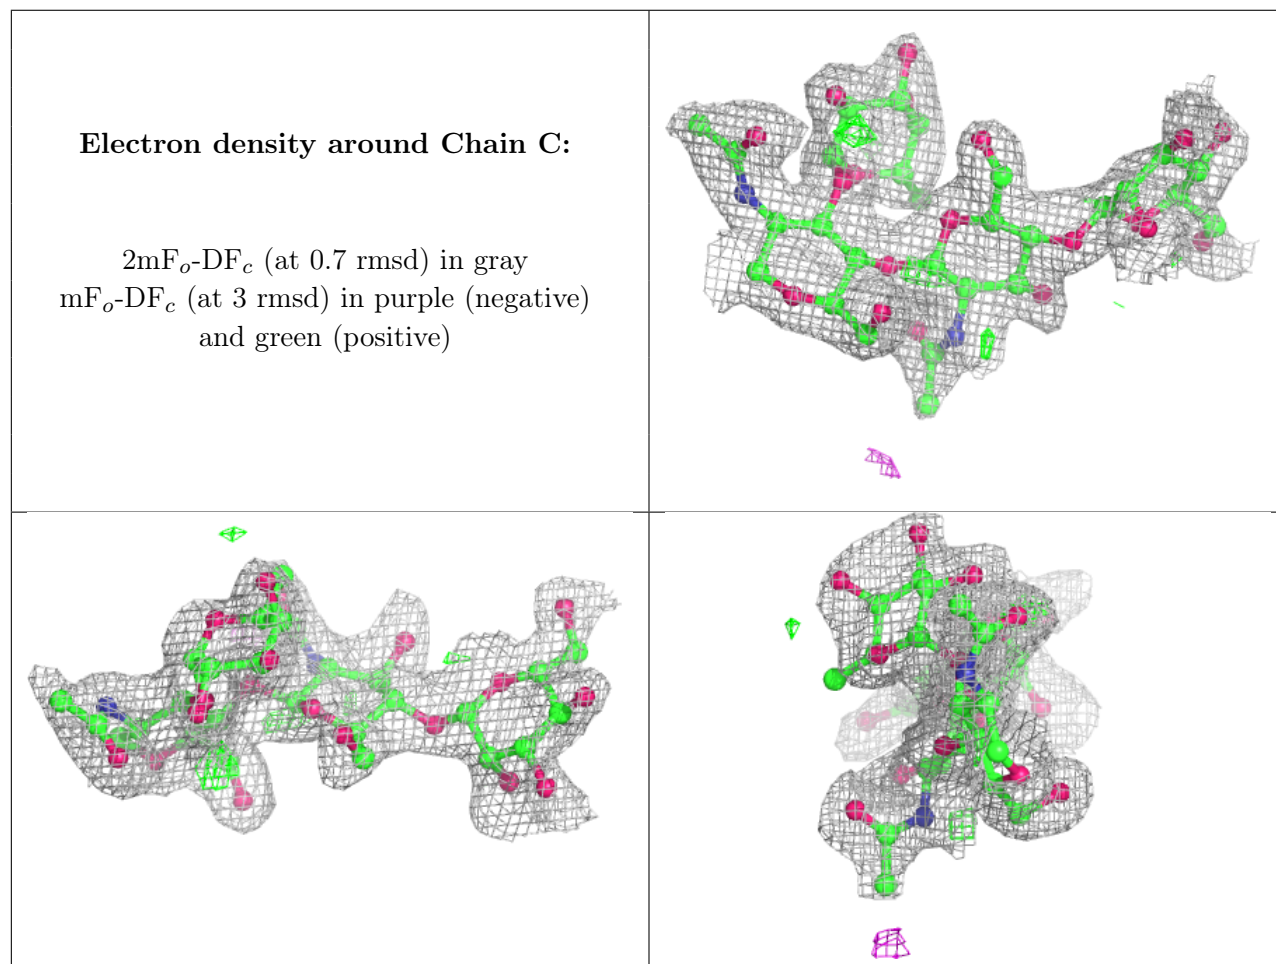 Electron density around Chain C:
2mFo-DFc (at 0.7 rmsd) in gray
mFo-DFc (at 3 rmsd) in purple (negative)
and green (positive)